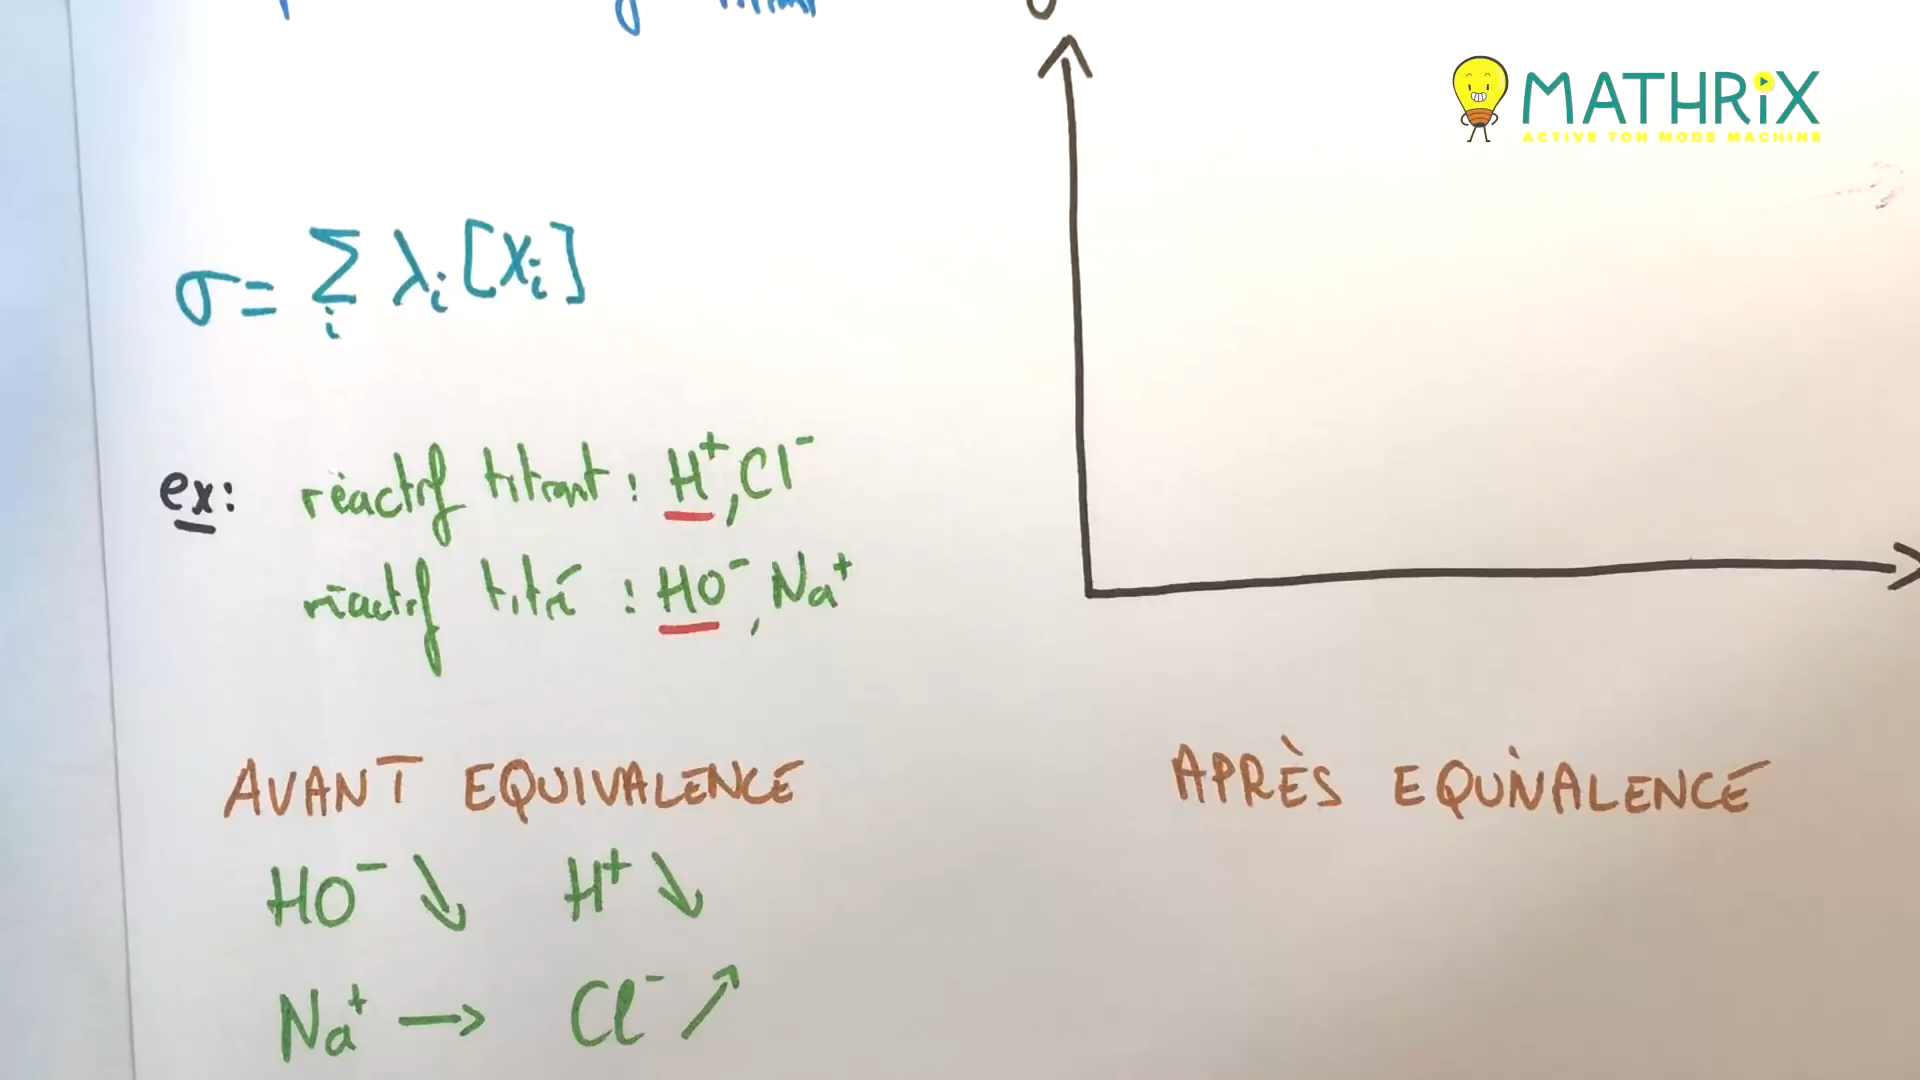 MATHRiX
ACTIVE TON MODE MACHINE
σ = Σ λi [Xi]
i
ex: réactif titrant : H⁺, Cl⁻
réactif titré : HO⁻, Na⁺
AVANT EQUIVALENCE
APRÈS EQUIVALENCE
HO⁻ ↘ H⁺ ↘
Na⁺ → Cl⁻ ↗